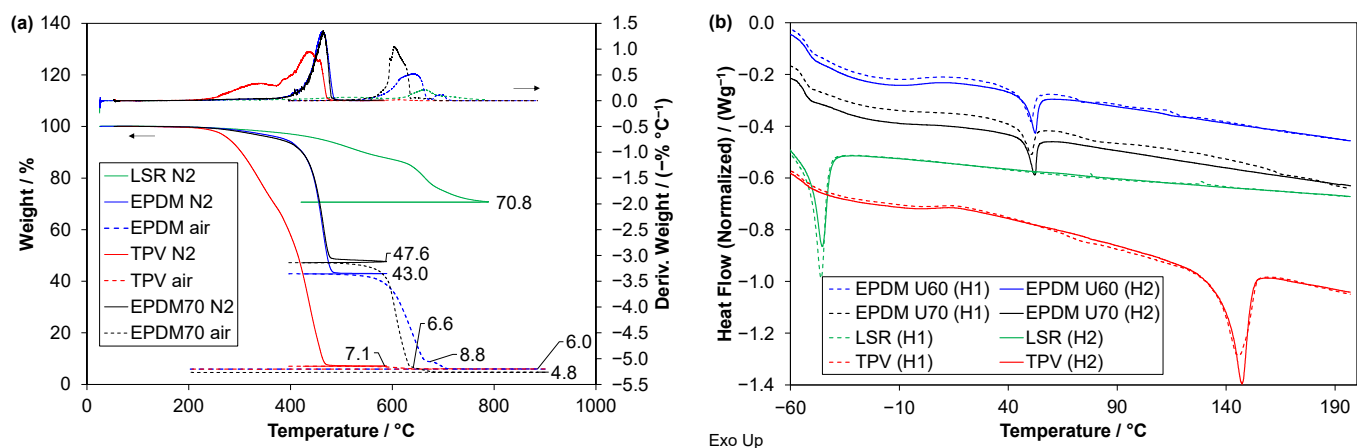 (a)
140
120
100
80
60
40
20
0
Weight / %
0
200
400
600
800
1000
Temperature / °C
1.5
1.0
0.5
0.0
−0.5
−1.0
−1.5
−2.0
−2.5
−3.0
−3.5
−4.0
−4.5
−5.0
−5.5
Deriv. Weight / (−% °C⁻¹)
LSR N2
EPDM N2
EPDM air
TPV N2
TPV air
EPDM70 N2
EPDM70 air
70.8
47.6
43.0
6.6
6.0
7.1
8.8
4.8
(b)
0.0
−0.2
−0.4
−0.6
−0.8
−1.0
−1.2
−1.4
Heat Flow (Normalized) / (Wg⁻¹)
EPDM U60 (H1) EPDM U60 (H2)
EPDM U70 (H1) EPDM U70 (H2)
LSR (H1) LSR (H2)
TPV (H1) TPV (H2)
−60
−10
40
90
140
190
Exo Up
Temperature / °C